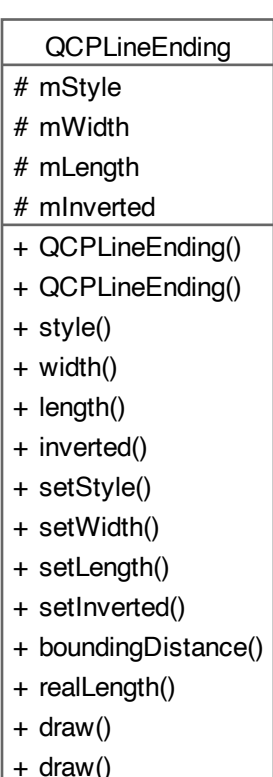 QCPLineEnding
# mStyle
# mWidth
# mLength
# mInverted
+ QCPLineEnding()
+ QCPLineEnding()
+ style()
+ width()
+ length()
+ inverted()
+ setStyle()
+ setWidth()
+ setLength()
+ setInverted()
+ boundingDistance()
+ realLength()
+ draw()
+ draw()